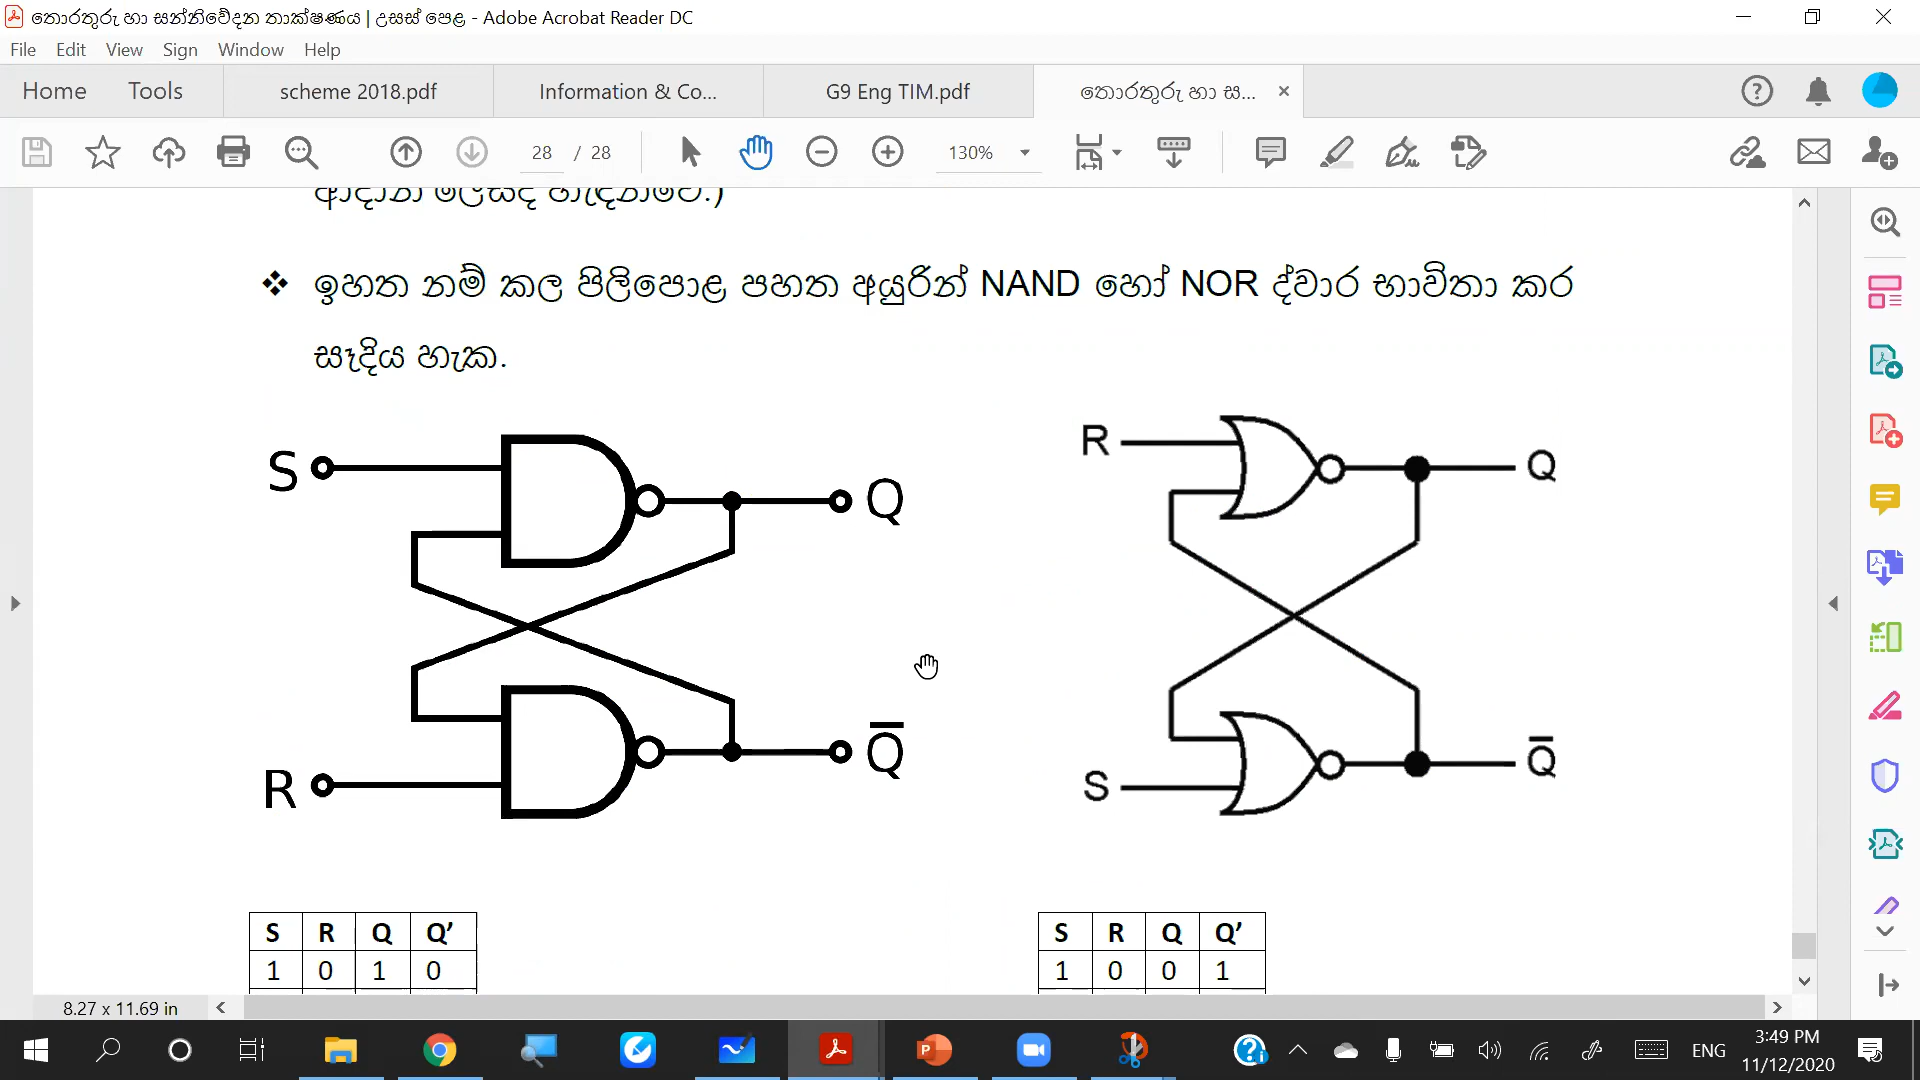 තොරතුරු හා සන්නිවේදන තාක්ෂණය | උසස් පෙළ - Adobe Acrobat Reader DC
File Edit View Sign Window Help
Home Tools scheme 2018.pdf Information & Co... G9 Eng TIM.pdf තොරතුරු හා ස...
28 / 28 130%
ආදාන ලෙසද හැඳින්වේ.)
❖ ඉහත නම් කල පිලිපොළ පහත අයුරින් NAND හෝ NOR ද්වාර භාවිතා කර
සෑදිය හැක.
S Q
R Q̅
R Q
S Q̅
S R Q Q’
1 0 1 0
S R Q Q’
1 0 0 1
8.27 x 11.69 in
ENG
3:49 PM
11/12/2020